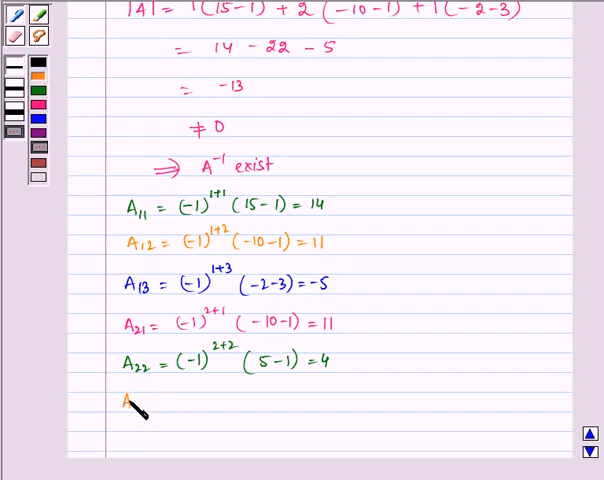 |A| = 1(15-1) + 2(-10-1) + 1(-2-3)
= 14 - 22 - 5
= -13
≠ 0
⇒ A⁻¹ exist
A₁₁ = (-1)¹⁺¹ (15-1) = 14
A₁₂ = (-1)¹⁺² (-10-1) = 11
A₁₃ = (-1)¹⁺³ (-2-3) = -5
A₂₁ = (-1)²⁺¹ (-10-1) = 11
A₂₂ = (-1)²⁺² (5-1) = 4
A